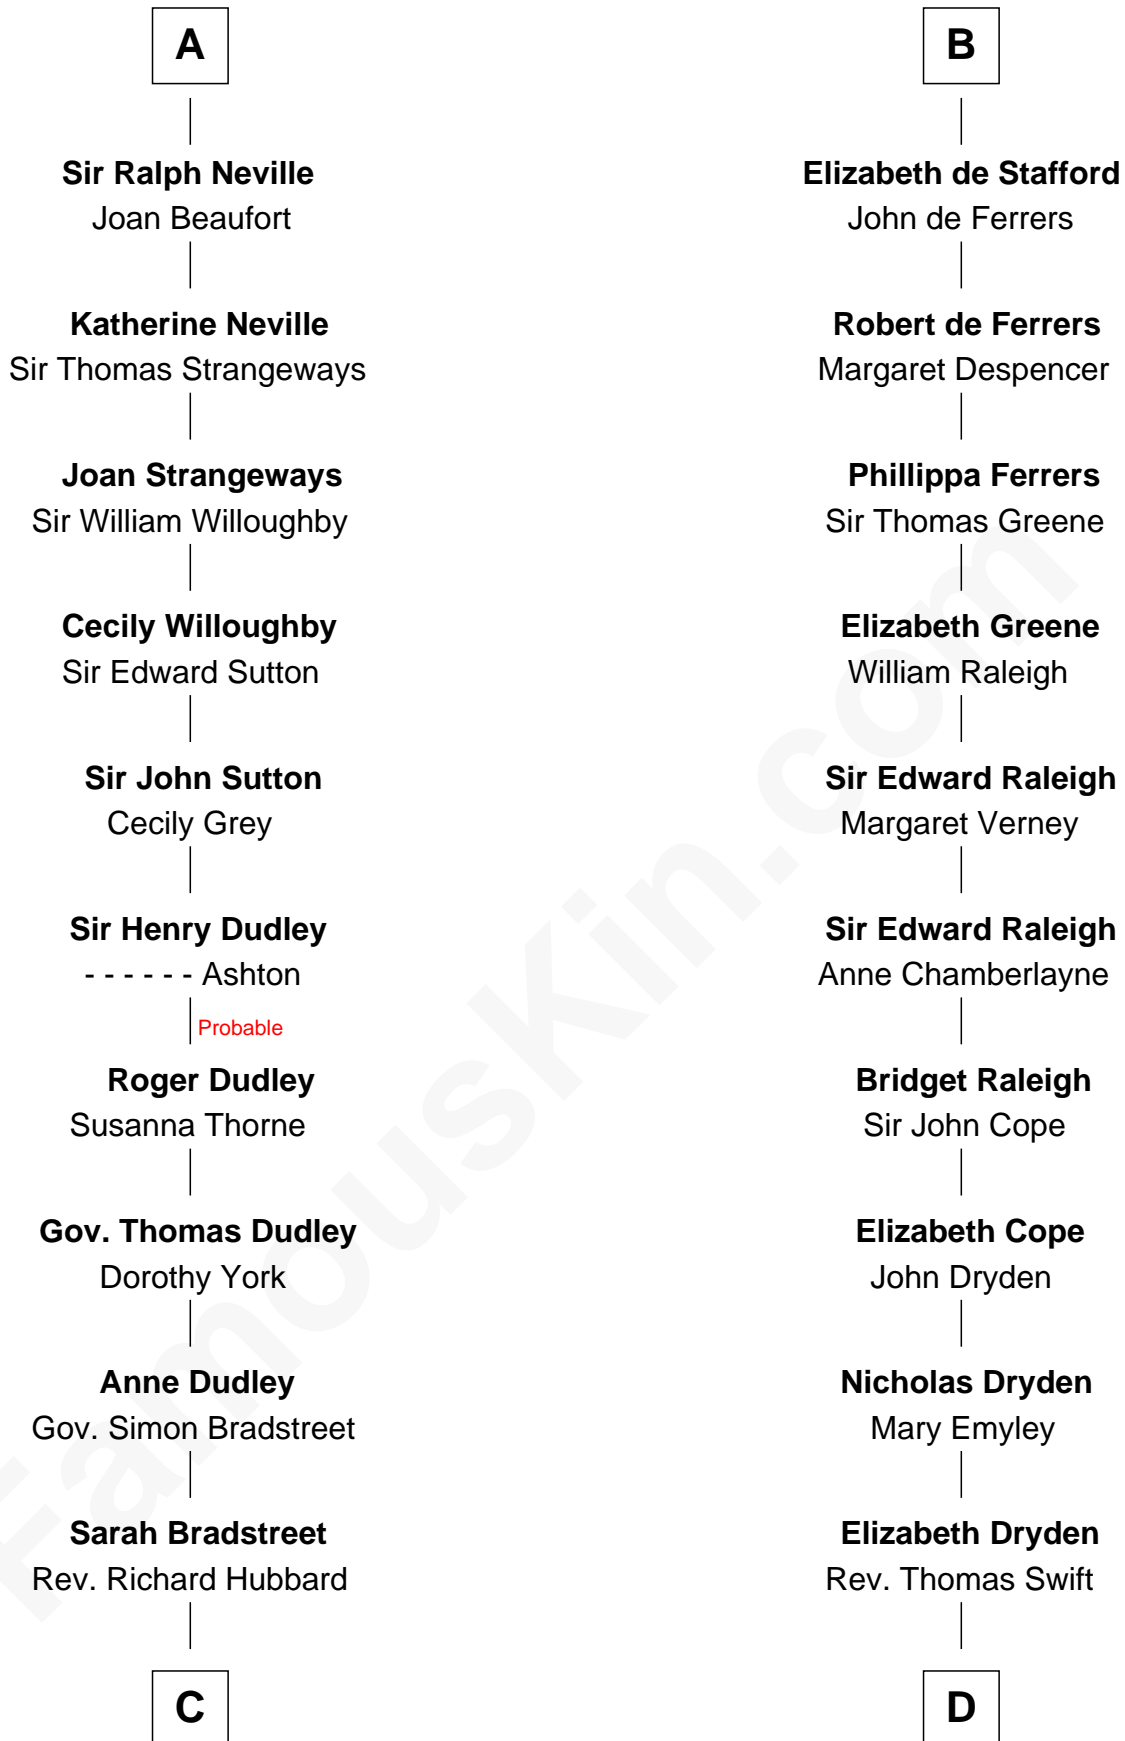 A
Sir Ralph Neville
Joan Beaufort
Katherine Neville
Sir Thomas Strangeways
Joan Strangeways
Sir William Willoughby
Cecily Willoughby
Sir Edward Sutton
Sir John Sutton
Cecily Grey
Sir Henry Dudley
- - - - - - Ashton
Probable
Roger Dudley
Susanna Thorne
Gov. Thomas Dudley
Dorothy York
Anne Dudley
Gov. Simon Bradstreet
Sarah Bradstreet
Rev. Richard Hubbard
C
B
Elizabeth de Stafford
John de Ferrers
Robert de Ferrers
Margaret Despencer
Phillippa Ferrers
Sir Thomas Greene
Elizabeth Greene
William Raleigh
Sir Edward Raleigh
Margaret Verney
Sir Edward Raleigh
Anne Chamberlayne
Bridget Raleigh
Sir John Cope
Elizabeth Cope
John Dryden
Nicholas Dryden
Mary Emyley
Elizabeth Dryden
Rev. Thomas Swift
D
FamousKin.com